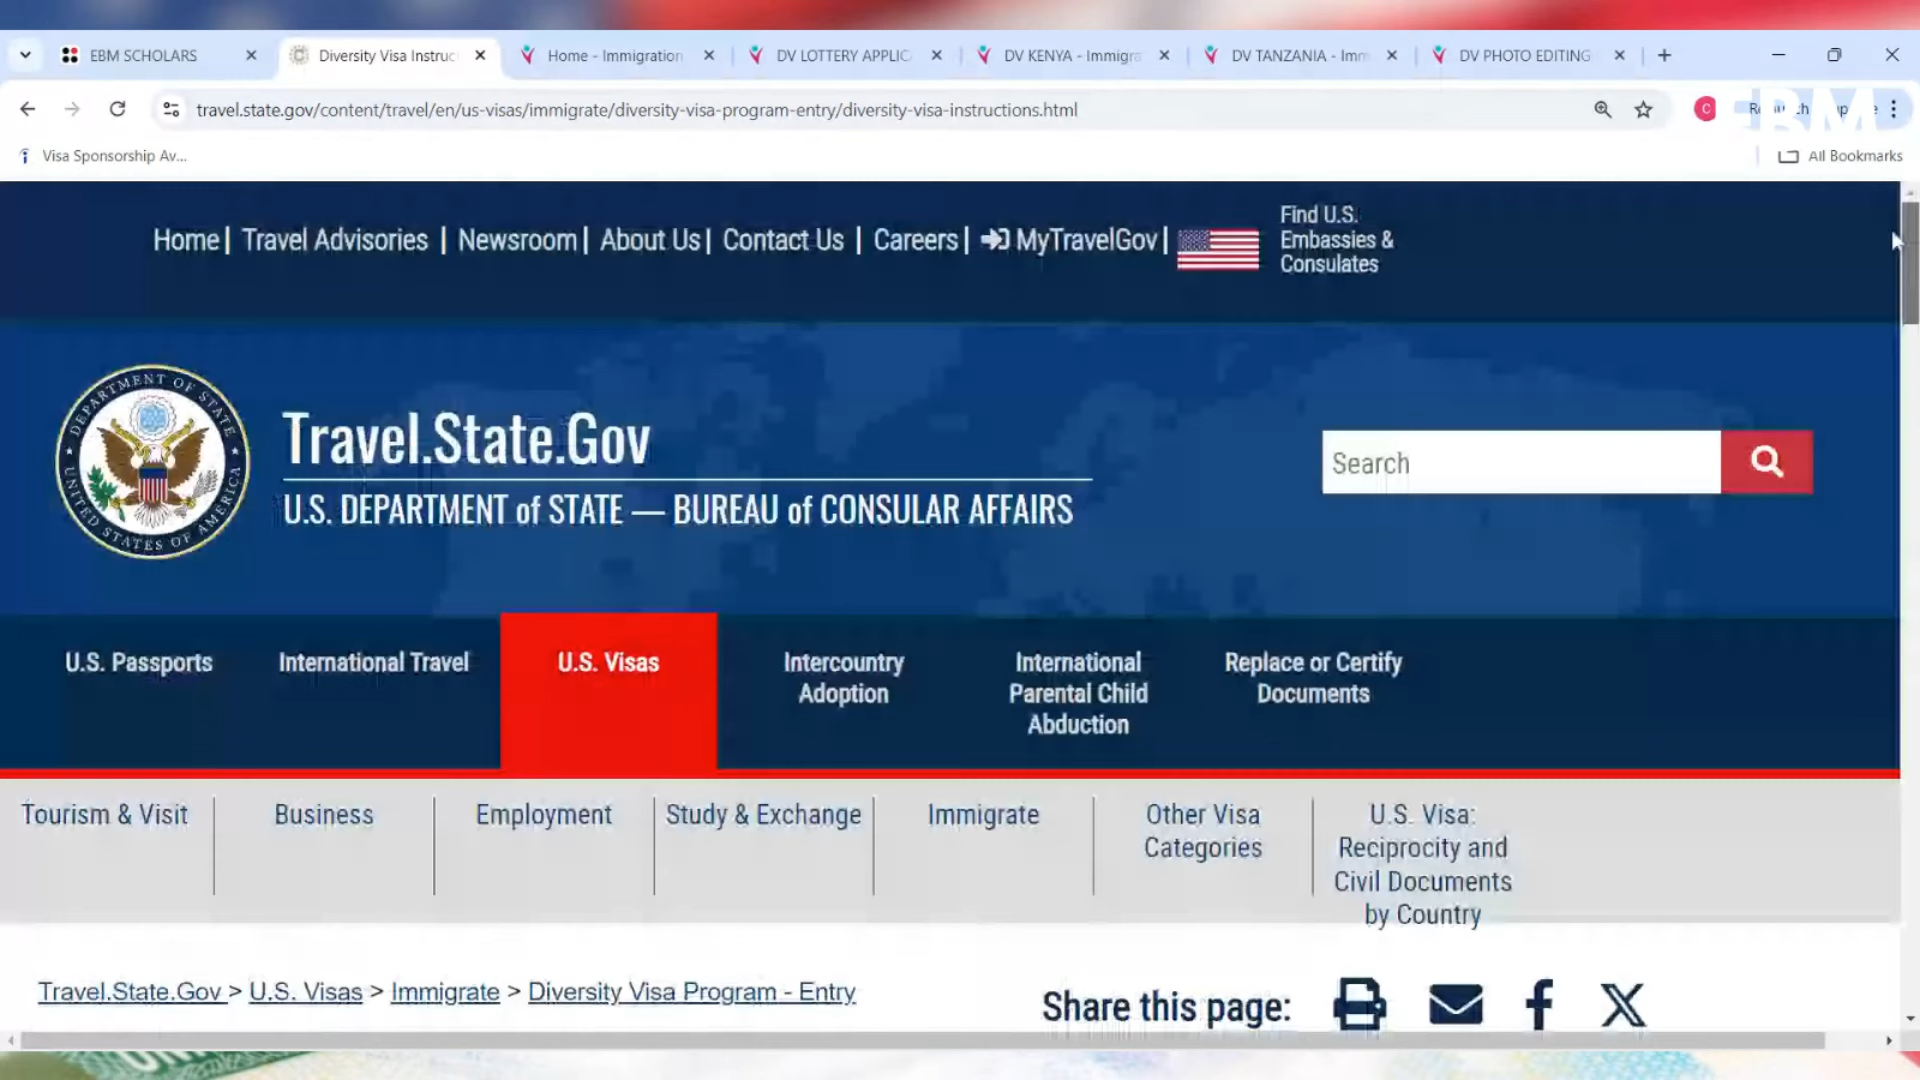 EBM SCHOLARS
Diversity Visa Instruc
Home - Immigration
DV LOTTERY APPLIC
DV KENYA - Immigra
DV TANZANIA - Imm
DV PHOTO EDITING
travel.state.gov/content/travel/en/us-visas/immigrate/diversity-visa-program-entry/diversity-visa-instructions.html
C
EBM
Visa Sponsorship Av...
All Bookmarks
Home | Travel Advisories | Newsroom | About Us | Contact Us | Careers | MyTravelGov |
Find U.S.
Embassies &
Consulates
DEPARTMENT OF STATE
UNITED STATES OF AMERICA
Travel.State.Gov
U.S. DEPARTMENT of STATE — BUREAU of CONSULAR AFFAIRS
Search
U.S. Passports
International Travel
U.S. Visas
Intercountry
Adoption
International
Parental Child
Abduction
Replace or Certify
Documents
Tourism & Visit
Business
Employment
Study & Exchange
Immigrate
Other Visa
Categories
U.S. Visa:
Reciprocity and
Civil Documents
by Country
Travel.State.Gov > U.S. Visas > Immigrate > Diversity Visa Program - Entry
Share this page: